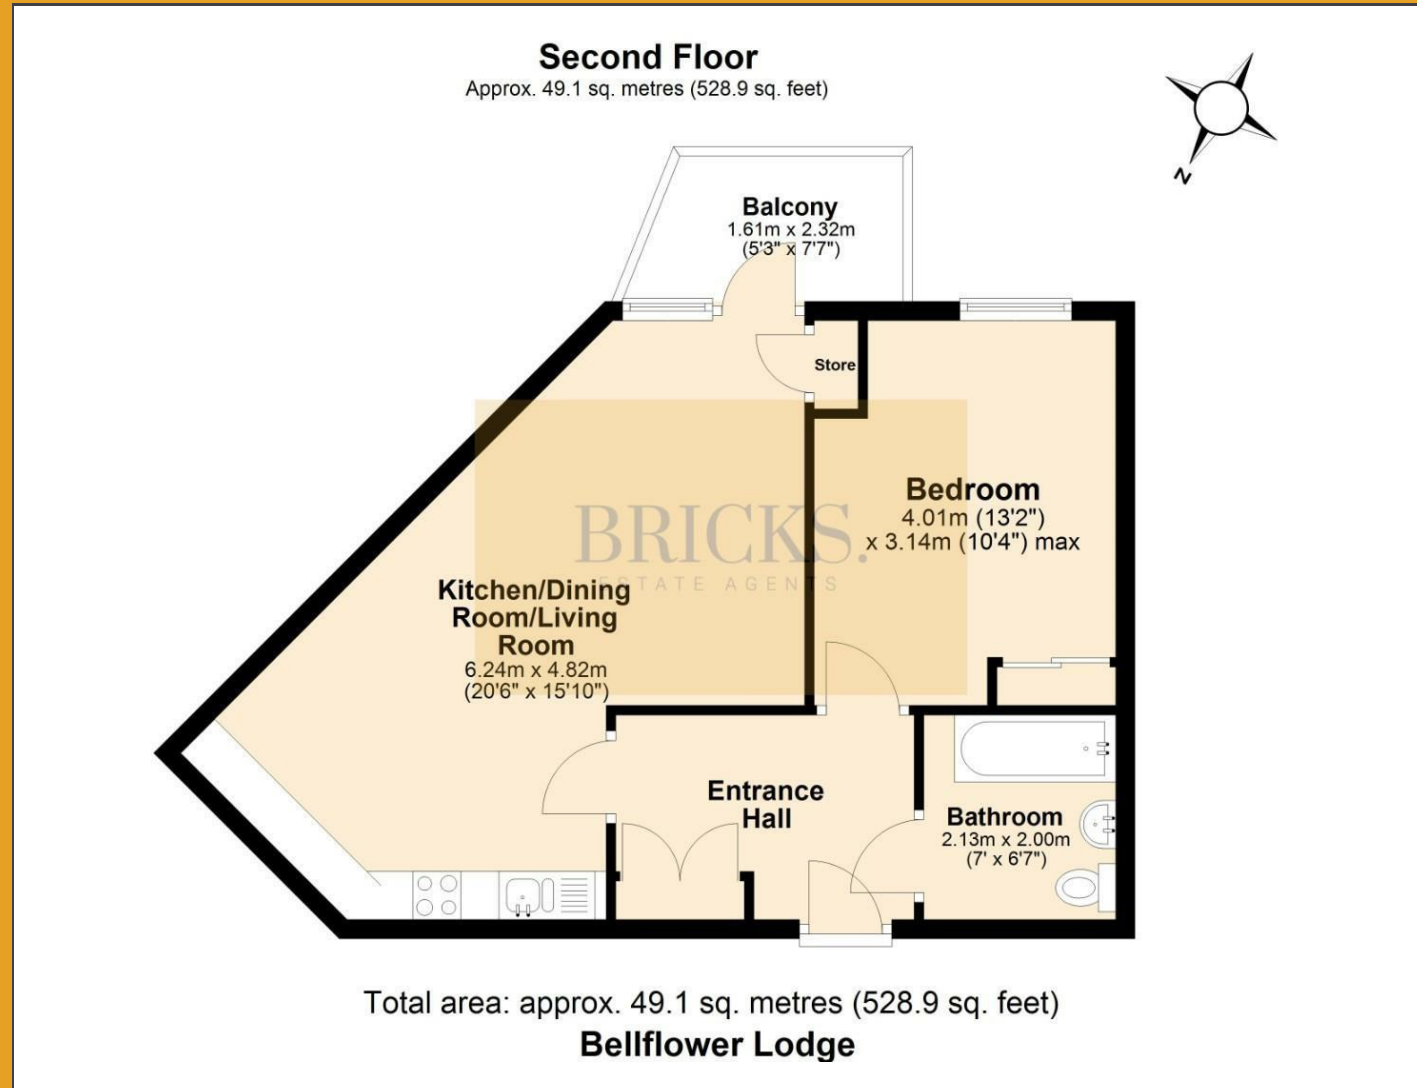 Second Floor
Approx. 49.1 sq. metres (528.9 sq. feet)
N
Balcony
1.61m x 2.32m
(5'3" x 7'7")
Store
Bedroom
4.01m (13'2")
x 3.14m (10'4") max
BRICKS.
ESTATE AGENTS
Kitchen/Dining
Room/Living
Room
6.24m x 4.82m
(20'6" x 15'10")
Entrance
Hall
Bathroom
2.13m x 2.00m
(7' x 6'7")
Total area: approx. 49.1 sq. metres (528.9 sq. feet)
Bellflower Lodge